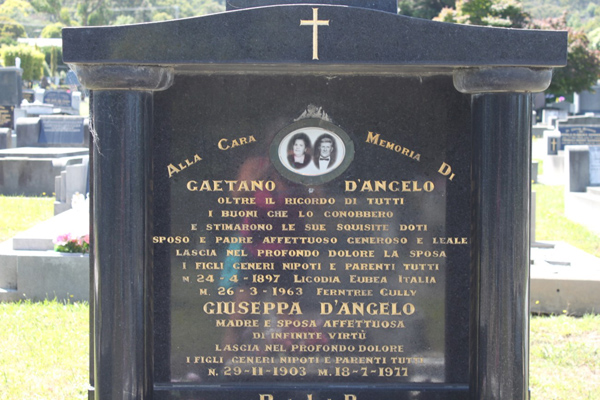 Alla Cara Memoria Di
GAETANO D'ANGELO
OLTRE IL RICORDO DI TUTTI
I BUONI CHE LO CONOBBERO
E STIMARONO LE SUE SQUISITE DOTI
SPOSO E PADRE AFFETTUOSO GENEROSO E LEALE
LASCIA NEL PROFONDO DOLORE LA SPOSA
I FIGLI GENERI NIPOTI E PARENTI TUTTI
M 24-4-1897 LICODIA EUBEA ITALIA
M. 26-3-1963 FERNTREE GULLY
GIUSEPPA D'ANGELO
MADRE E SPOSA AFFETTUOSA
DI INFINITE VIRTÙ
LASCIA NEL PROFONDO DOLORE
I FIGLI GENERI NIPOTI E PARENTI TUTTI
N. 29-11-1903 M. 18-7-1977